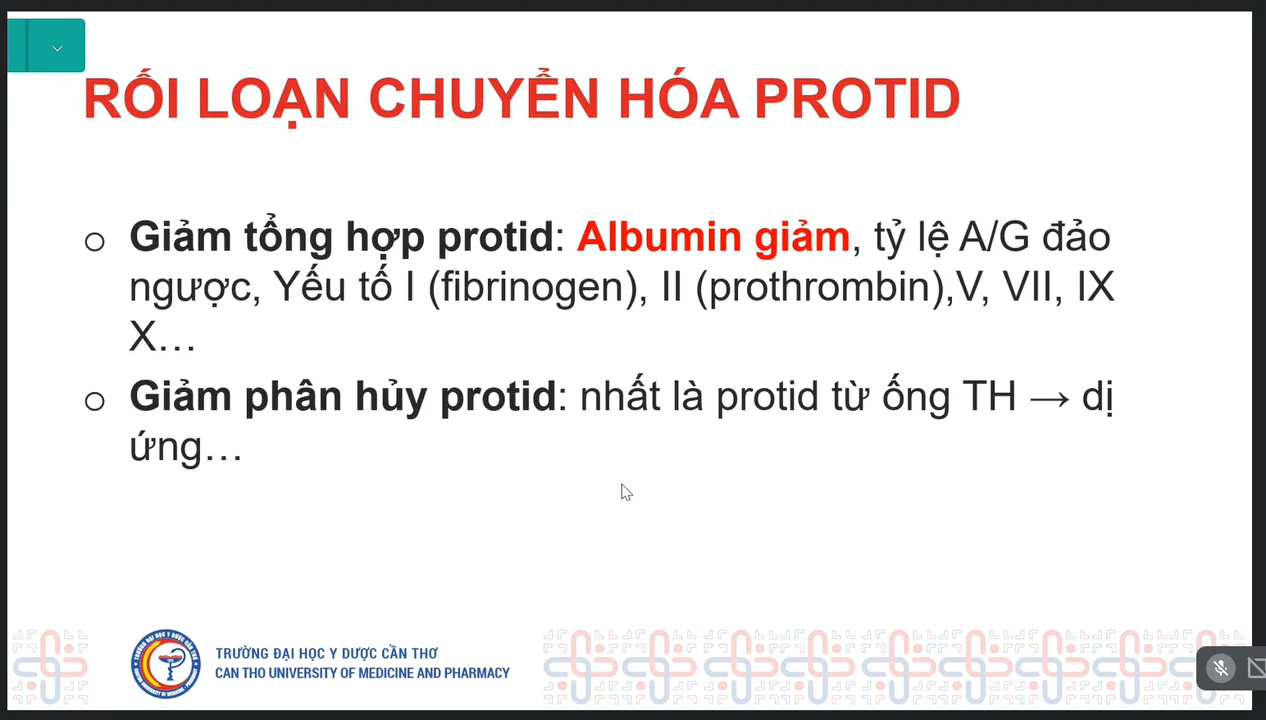 RỐI LOẠN CHUYỂN HÓA PROTID
Giảm tổng hợp protid: Albumin giảm, tỷ lệ A/G đảo
ngược, Yếu tố I (fibrinogen), II (prothrombin),V, VII, IX
X…
Giảm phân hủy protid: nhất là protid từ ống TH → dị
ứng…
TRƯỜNG ĐẠI HỌC Y DƯỢC CẦN THƠ
CAN THO UNIVERSITY OF MEDICINE AND PHARMACY